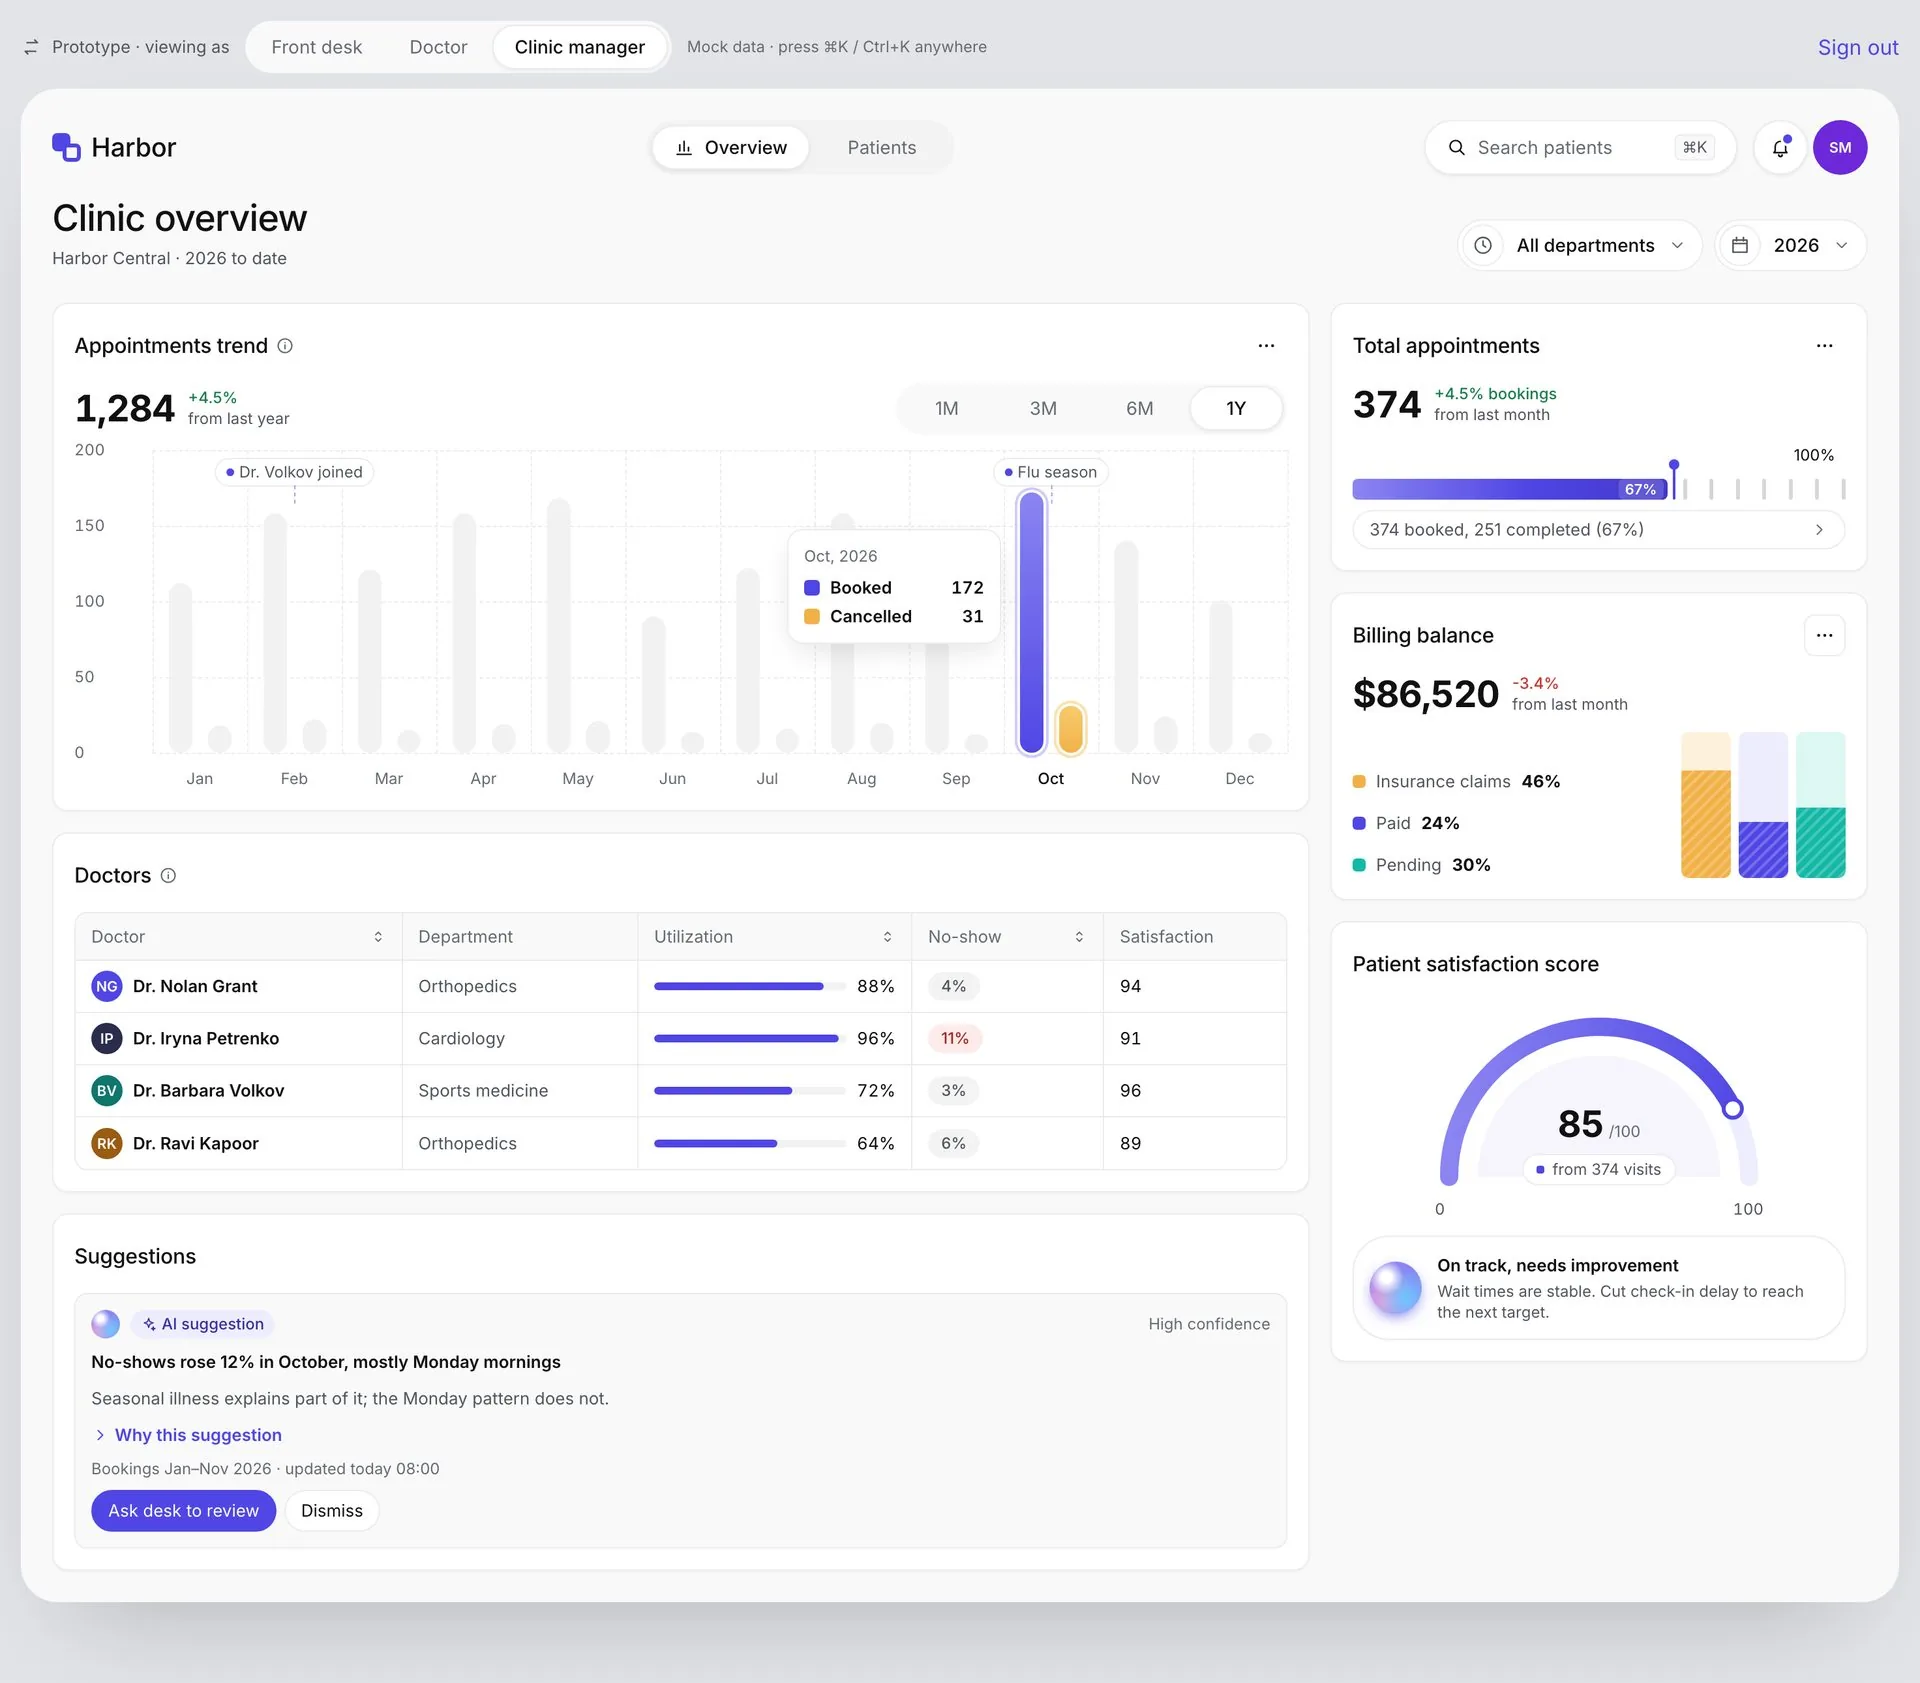 Prototype · viewing as
Front desk
Doctor
Clinic manager
Mock data · press ⌘K / Ctrl+K anywhere
Sign out
Harbor
Overview
Patients
Search patients
⌘K
SM
Clinic overview
Harbor Central · 2026 to date
All departments
2026
Appointments trend
1,284
+4.5%
from last year
1M
3M
6M
1Y
200
150
100
50
0
Dr. Volkov joined
Flu season
Oct, 2026
Booked 172
Cancelled 31
Jan
Feb
Mar
Apr
May
Jun
Jul
Aug
Sep
Oct
Nov
Dec
Total appointments
374
+4.5% bookings
from last month
100%
67%
374 booked, 251 completed (67%)
Billing balance
$86,520
-3.4%
from last month
Insurance claims 46%
Paid 24%
Pending 30%
Doctors
Doctor Department Utilization No-show Satisfaction
NG Dr. Nolan Grant Orthopedics 88% 4% 94
IP Dr. Iryna Petrenko Cardiology 96% 11% 91
BV Dr. Barbara Volkov Sports medicine 72% 3% 96
RK Dr. Ravi Kapoor Orthopedics 64% 6% 89
Patient satisfaction score
85 /100
from 374 visits
0
100
On track, needs improvement
Wait times are stable. Cut check-in delay to reach
the next target.
Suggestions
AI suggestion
High confidence
No-shows rose 12% in October, mostly Monday mornings
Seasonal illness explains part of it; the Monday pattern does not.
Why this suggestion
Bookings Jan–Nov 2026 · updated today 08:00
Ask desk to review
Dismiss